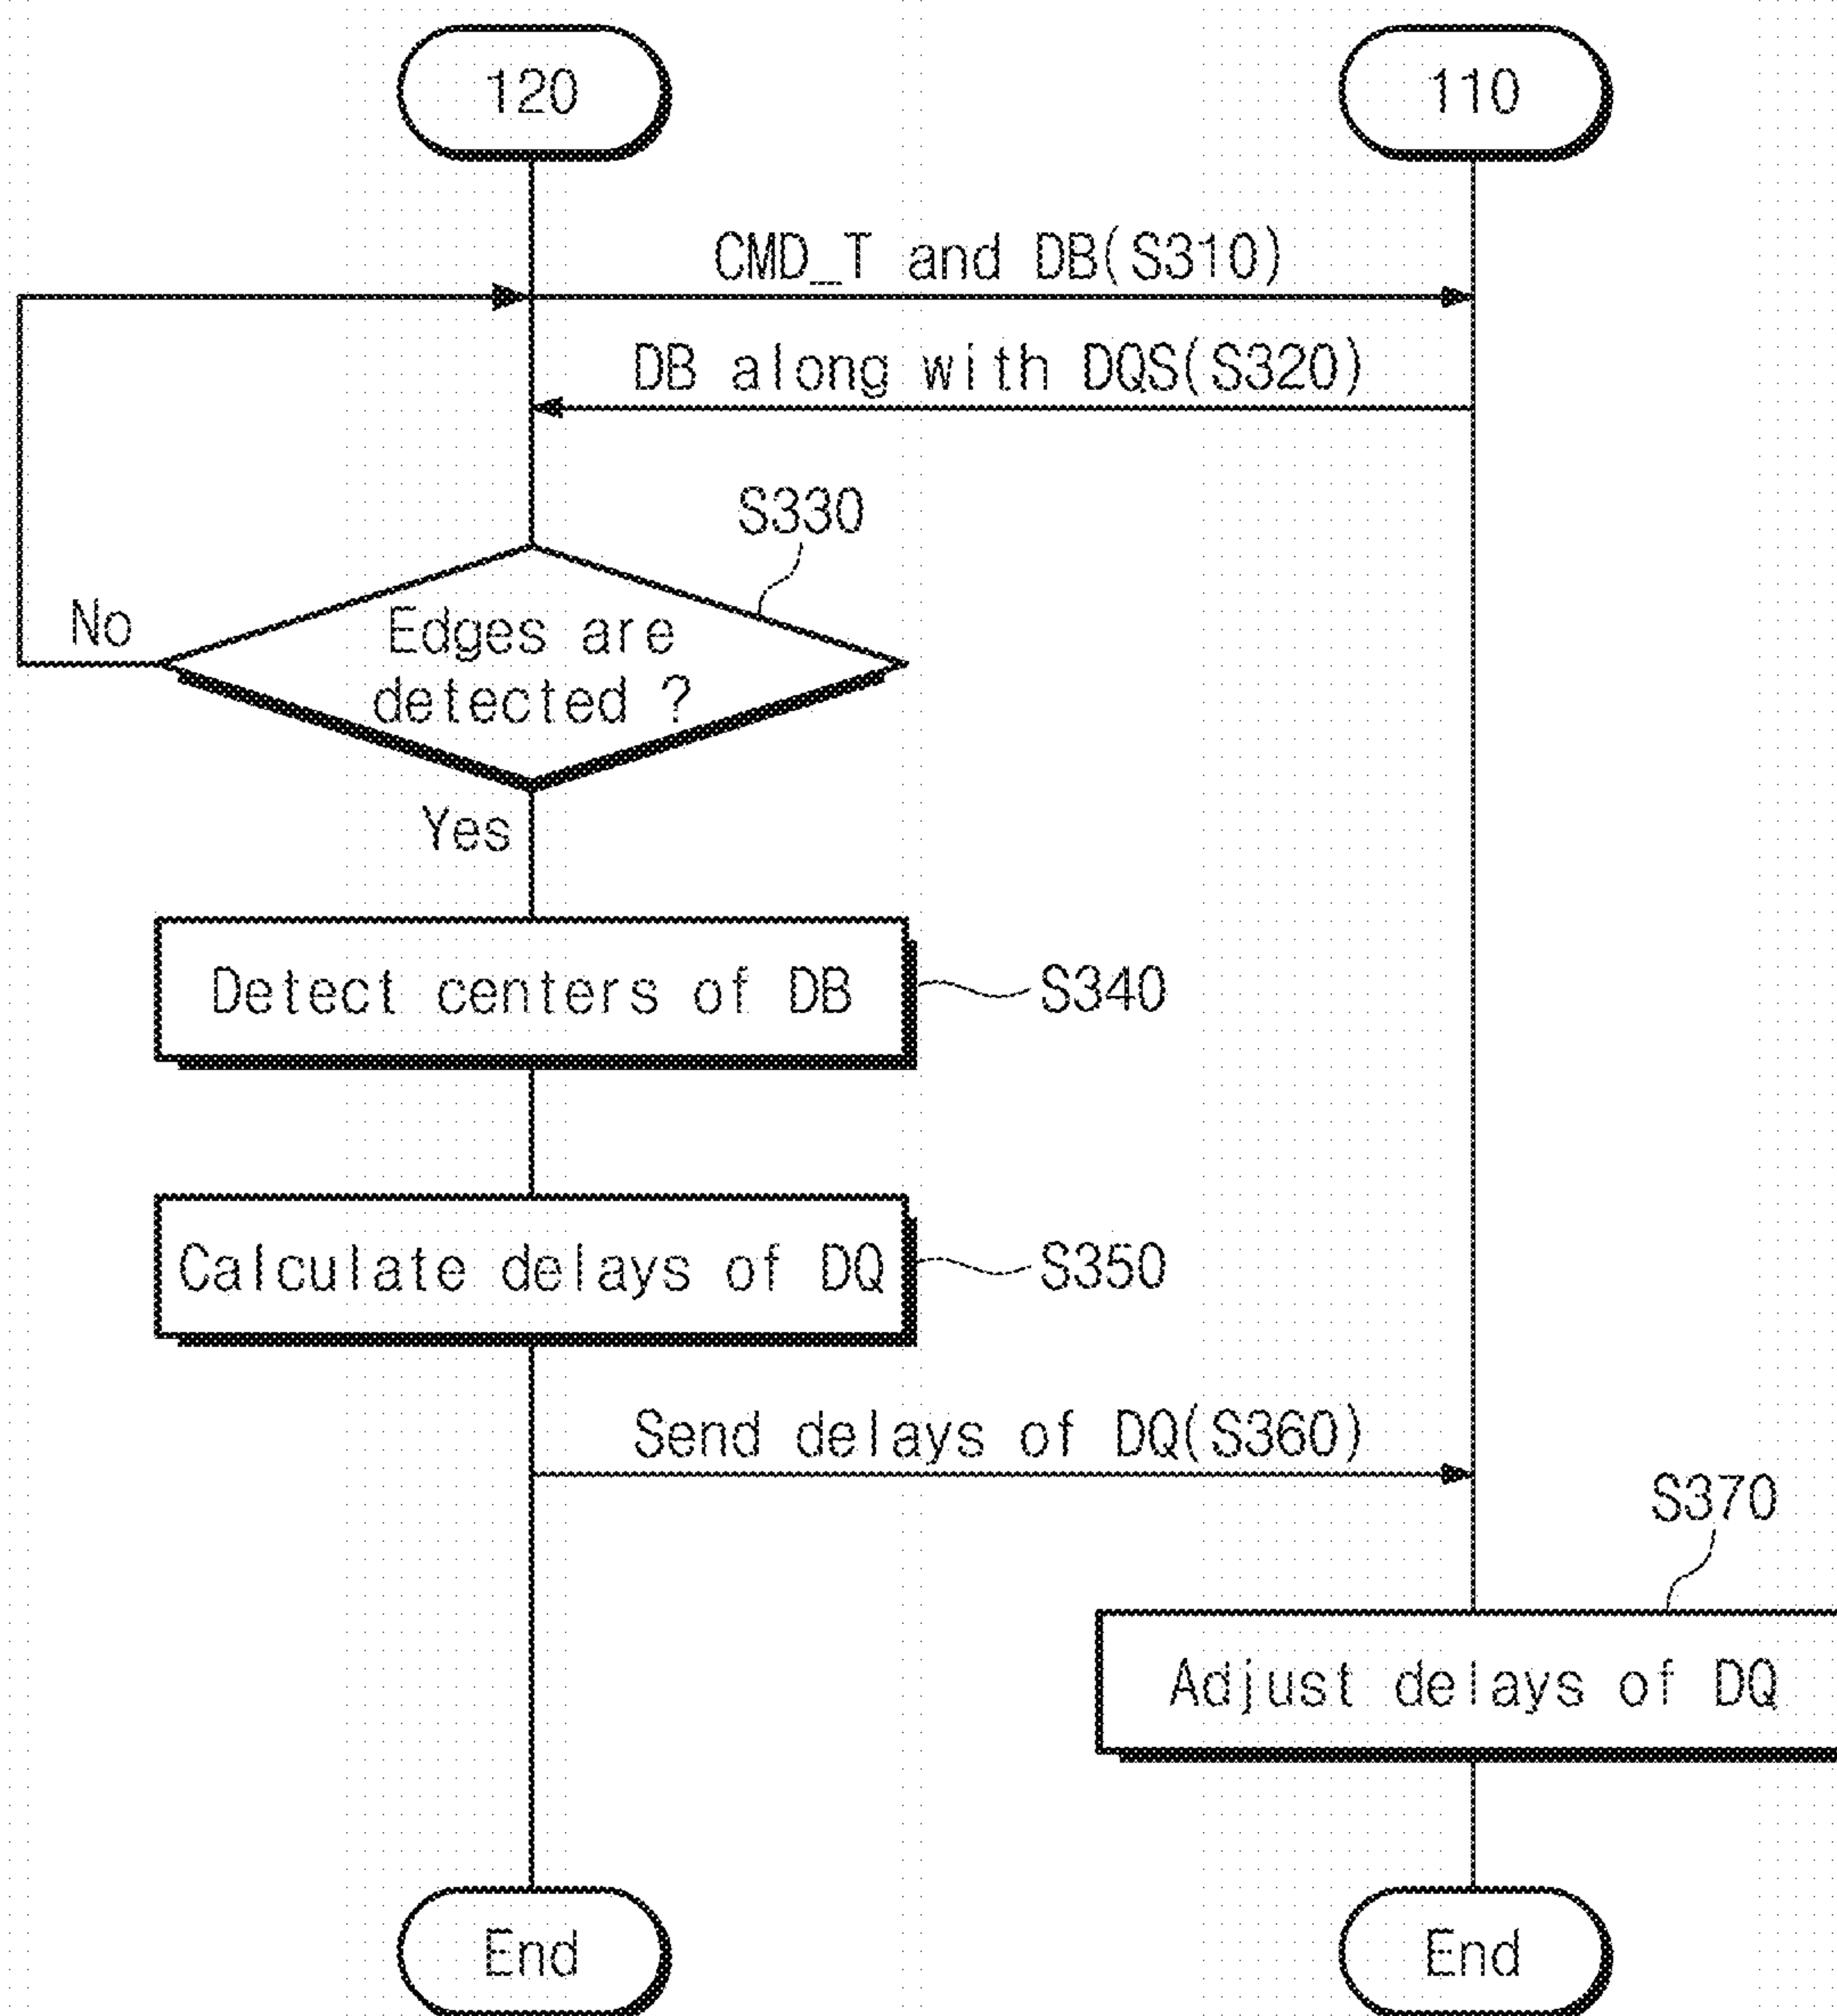 120
110
CMD_T and DB(S310)
DB along with DQS(S320)
S330
No
Edges are
detected ?
Yes
Detect centers of DB
S340
Calculate delays of DQ
S350
Send delays of DQ(S360)
S370
Adjust delays of DQ
End
End